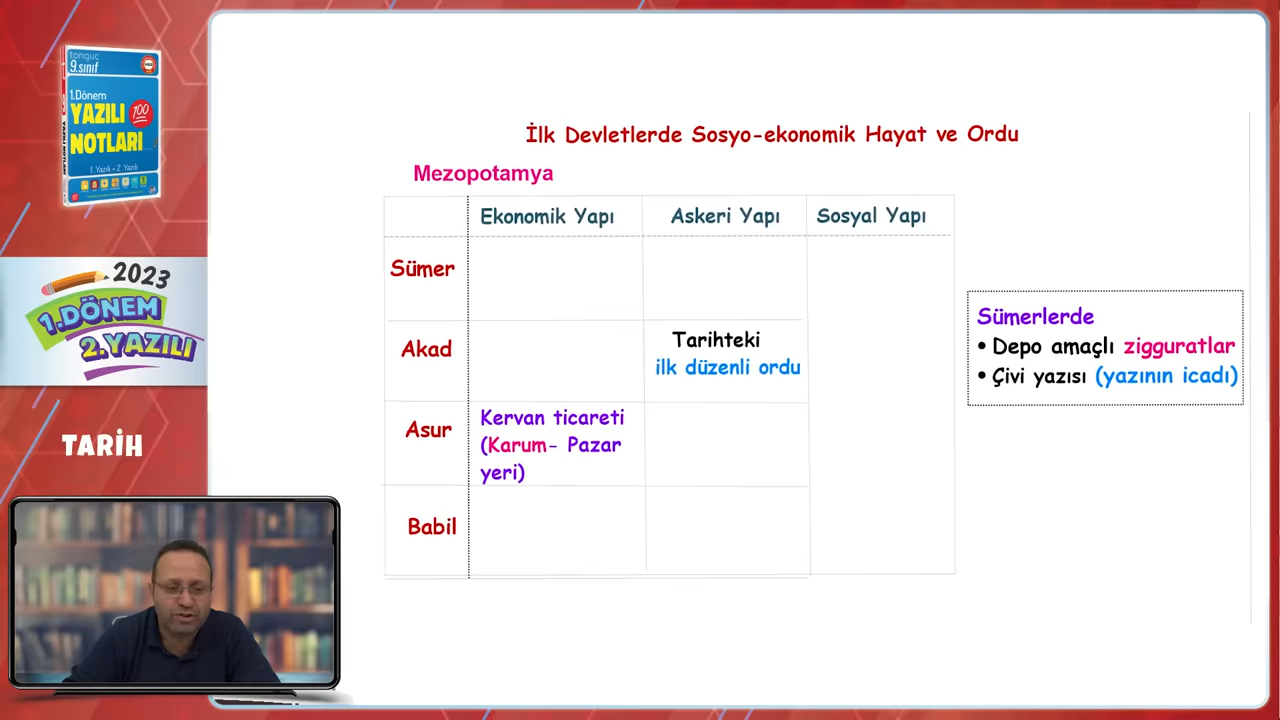 tonguç
9.sınıf
1.Dönem
YAZILI
NOTLARI
100
1.Yazılı + 2.Yazılı
YAZILI NOTLARI
2023
1.DÖNEM
2.YAZILI
TARİH
İlk Devletlerde Sosyo-ekonomik Hayat ve Ordu
Mezopotamya
Ekonomik Yapı Askeri Yapı Sosyal Yapı
Sümer
Akad
Tarihteki
ilk düzenli ordu
Asur
Kervan ticareti
(Karum- Pazar
yeri)
Babil
Sümerlerde
• Depo amaçlı zigguratlar
• Çivi yazısı (yazının icadı)